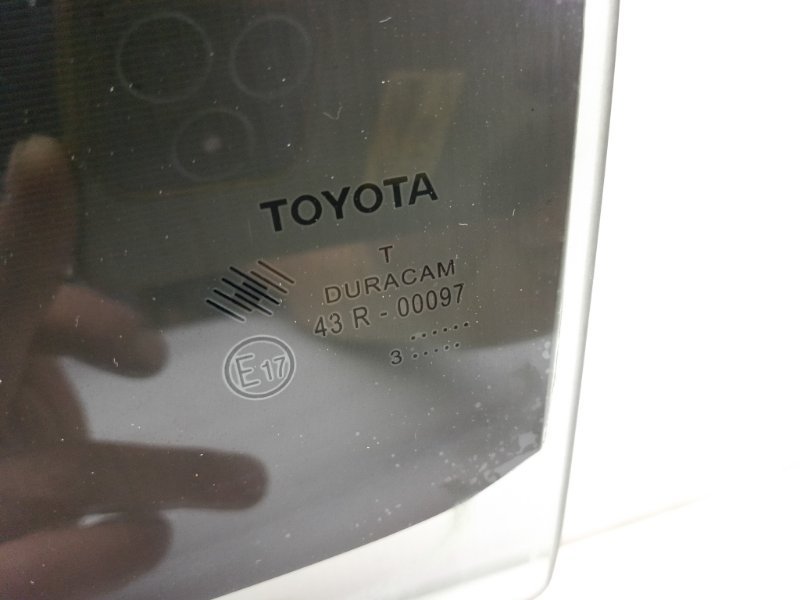 TOYOTA
T
DURACAM
43 R - 00097
......
3 .....
E17